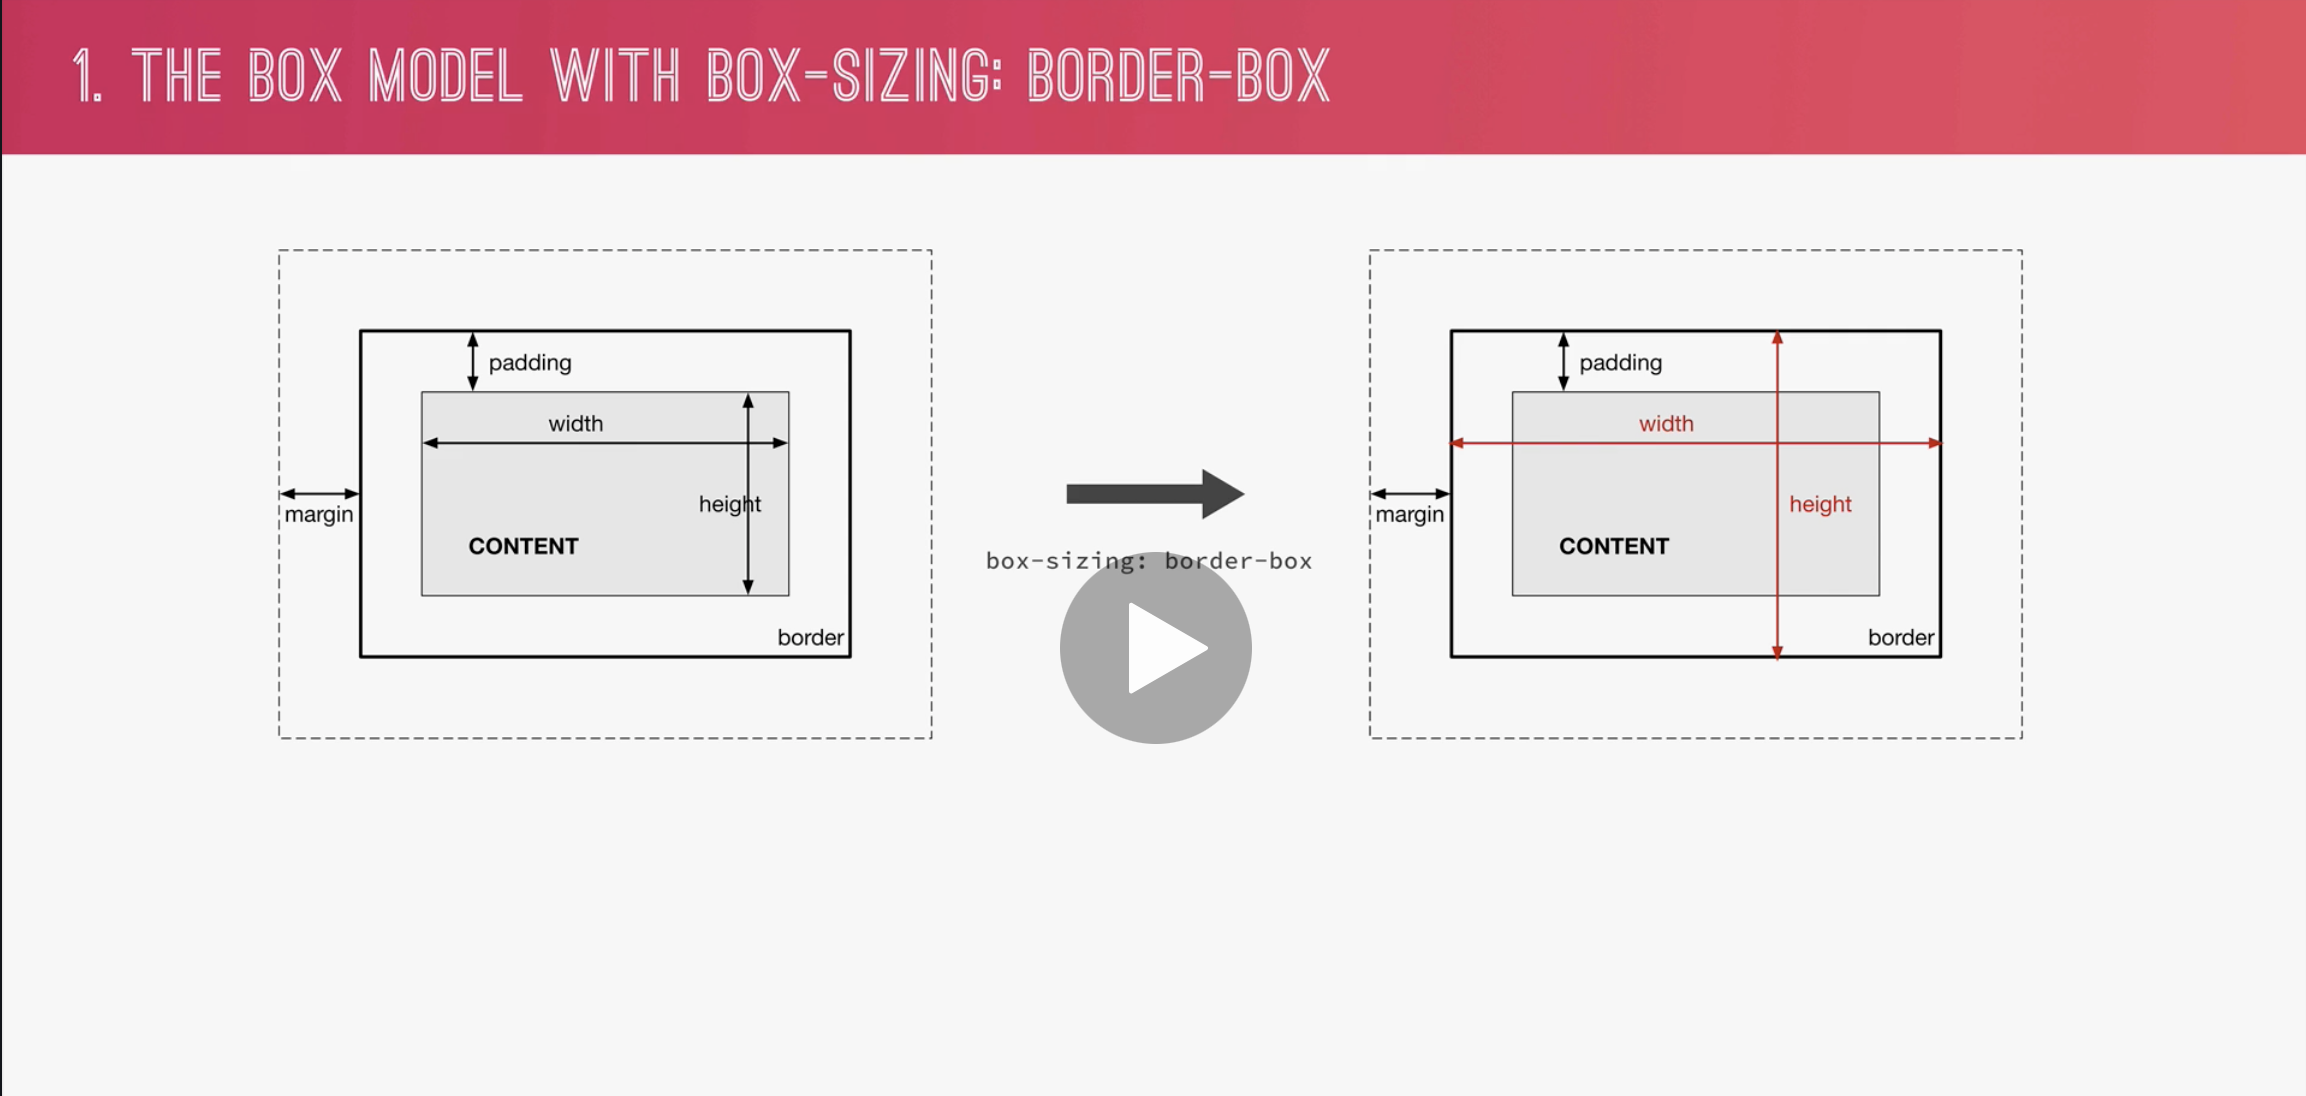 1. THE BOX MODEL WITH BOX-SIZING: BORDER-BOX
padding
width
height
margin
CONTENT
border
box-sizing: border-box
padding
width
height
margin
CONTENT
border